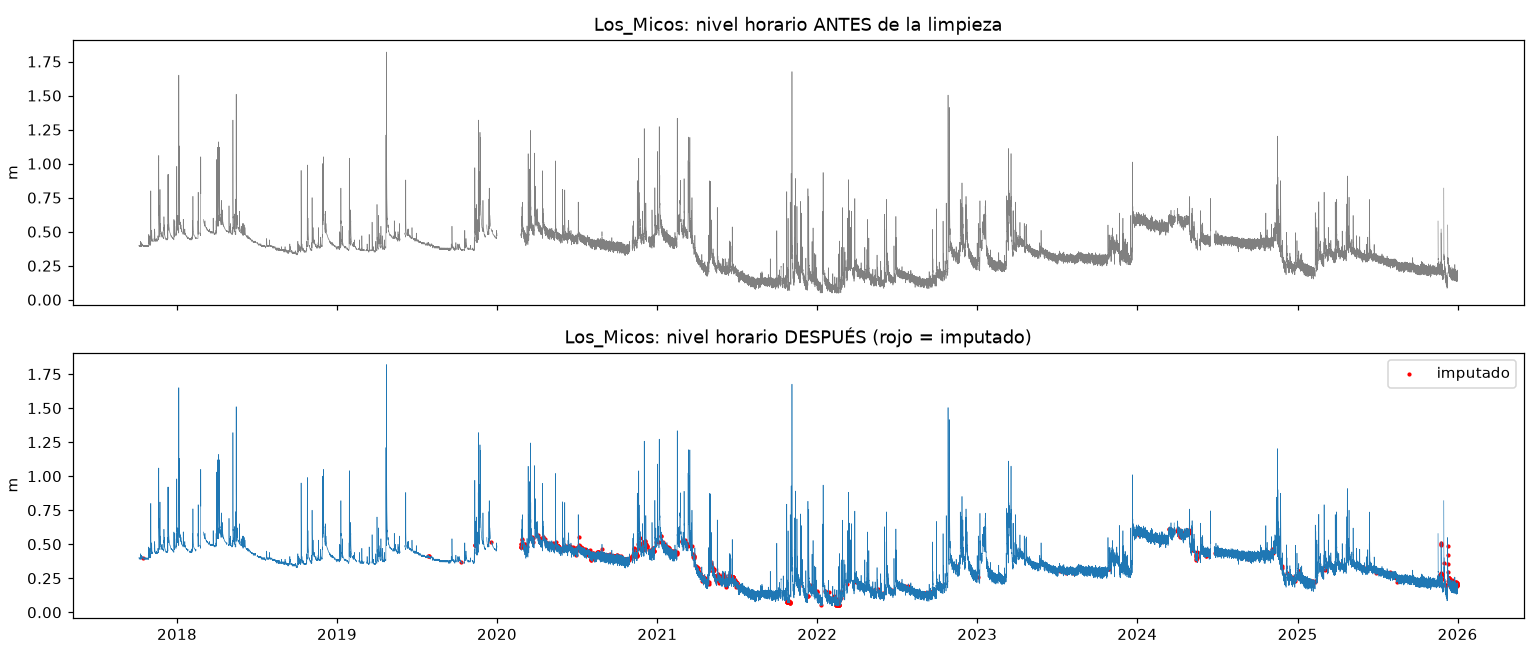 Los_Micos: nivel horario ANTES de la limpieza
1.75
1.50
1.25
1.00
0.75
0.50
0.25
0.00
m
Los_Micos: nivel horario DESPUÉS (rojo = imputado)
imputado
1.75
1.50
1.25
1.00
0.75
0.50
0.25
0.00
m
2018 2019 2020 2021 2022 2023 2024 2025 2026